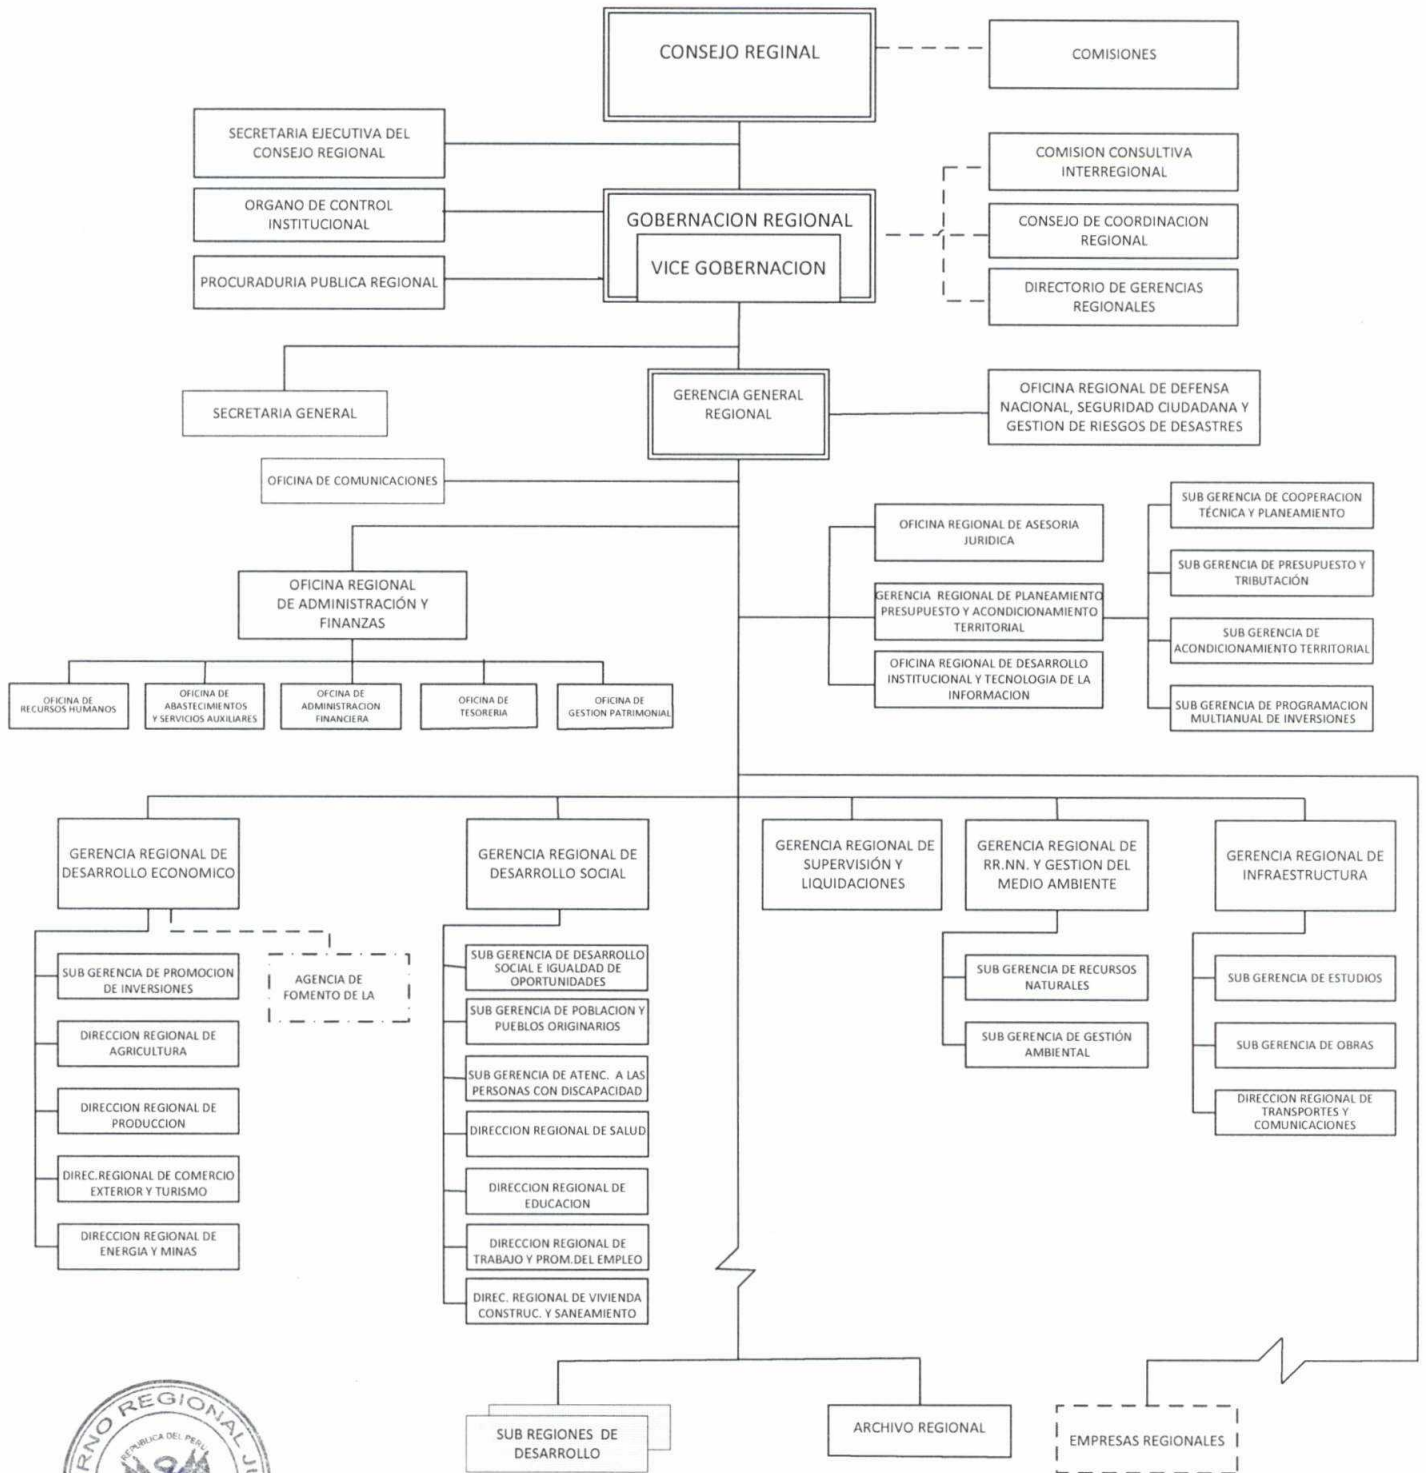 CONSEJO REGINAL
COMISIONES
SECRETARIA EJECUTIVA DEL
CONSEJO REGIONAL
COMISION CONSULTIVA
INTERREGIONAL
ORGANO DE CONTROL
INSTITUCIONAL
GOBERNACION REGIONAL
VICE GOBERNACION
CONSEJO DE COORDINACION
REGIONAL
PROCURADURIA PUBLICA REGIONAL
DIRECTORIO DE GERENCIAS
REGIONALES
SECRETARIA GENERAL
GERENCIA GENERAL
REGIONAL
OFICINA REGIONAL DE DEFENSA
NACIONAL, SEGURIDAD CIUDADANA Y
GESTION DE RIESGOS DE DESASTRES
OFICINA DE COMUNICACIONES
OFICINA REGIONAL DE ASESORIA
JURIDICA
SUB GERENCIA DE COOPERACION
TÉCNICA Y PLANEAMIENTO
OFICINA REGIONAL
DE ADMINISTRACIÓN Y
FINANZAS
GERENCIA REGIONAL DE PLANEAMIENTO
PRESUPUESTO Y ACONDICIONAMIENTO
TERRITORIAL
SUB GERENCIA DE PRESUPUESTO Y
TRIBUTACIÓN
SUB GERENCIA DE
ACONDICIONAMIENTO TERRITORIAL
OFICINA REGIONAL DE DESARROLLO
INSTITUCIONAL Y TECNOLOGIA DE LA
INFORMACION
SUB GERENCIA DE PROGRAMACION
MULTIANUAL DE INVERSIONES
OFICINA DE
RECURSOS HUMANOS
OFICINA DE
ABASTECIMIENTOS
Y SERVICIOS AUXILIARES
OFCINA DE
ADMINISTRACION
FINANCIERA
OFICINA DE
TESORERIA
OFICINA DE
GESTION PATRIMONIAL
GERENCIA REGIONAL DE
DESARROLLO ECONOMICO
GERENCIA REGIONAL DE
DESARROLLO SOCIAL
GERENCIA REGIONAL DE
SUPERVISIÓN Y
LIQUIDACIONES
GERENCIA REGIONAL DE
RR.NN. Y GESTION DEL
MEDIO AMBIENTE
GERENCIA REGIONAL DE
INFRAESTRUCTURA
SUB GERENCIA DE PROMOCION
DE INVERSIONES
AGENCIA DE
FOMENTO DE LA
DIRECCION REGIONAL DE
AGRICULTURA
DIRECCION REGIONAL DE
PRODUCCION
DIREC.REGIONAL DE COMERCIO
EXTERIOR Y TURISMO
DIRECCION REGIONAL DE
ENERGIA Y MINAS
SUB GERENCIA DE DESARROLLO
SOCIAL E IGUALDAD DE
OPORTUNIDADES
SUB GERENCIA DE POBLACION Y
PUEBLOS ORIGINARIOS
SUB GERENCIA DE ATENC. A LAS
PERSONAS CON DISCAPACIDAD
DIRECCION REGIONAL DE SALUD
DIRECCION REGIONAL DE
EDUCACION
DIRECCION REGIONAL DE
TRABAJO Y PROM.DEL EMPLEO
DIREC. REGIONAL DE VIVIENDA
CONSTRUC. Y SANEAMIENTO
SUB GERENCIA DE RECURSOS
NATURALES
SUB GERENCIA DE GESTIÓN
AMBIENTAL
SUB GERENCIA DE ESTUDIOS
SUB GERENCIA DE OBRAS
DIRECCION REGIONAL DE
TRANSPORTES Y
COMUNICACIONES
SUB REGIONES DE
DESARROLLO
ARCHIVO REGIONAL
EMPRESAS REGIONALES
RNO REGIONAL JU
REPUBLICA DEL PERU